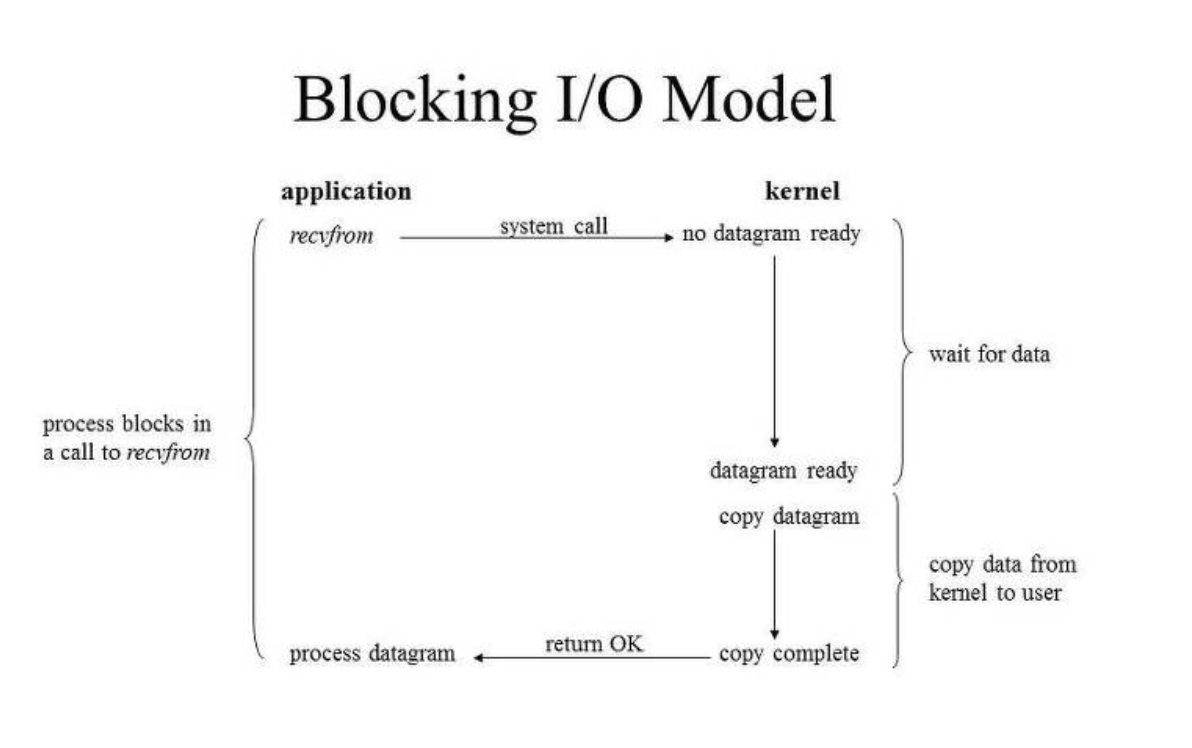 Blocking I/O Model
application
kernel
recvfrom
system call
no datagram ready
wait for data
process blocks in
a call to recvfrom
datagram ready
copy datagram
copy data from
kernel to user
process datagram
return OK
copy complete